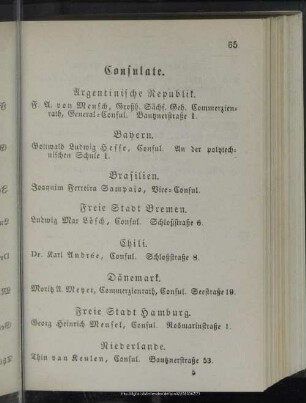 65
Consulate.
Argentinische Republik.
F. A. von Mensch, Großh. Sächs. Geh. Commerzien-
rath, General-Consul. Bautznerstraße 1.
Bayern.
Ludwig Hesse, Consul. An der polytech-
nischen Schule 1.
Brasilien.
Joaquim Ferreira Sampaio, Vice-Consul.
Freie Stadt Bremen.
Ludwig Max Lösch, Consul. Schloßstraße 8.
Chili.
Dr. Karl Andrée, Consul. Schloßstraße 8.
Dänemark.
Moritz A. Meyer, Commerzienrath, Consul. Seestraße 10.
Freie Stadt Hamburg.
Georg Heinrich Meusel, Consul. Rosmarinstraße 1.
Niederlande.
Thin van Keulen, Consul. Bautznerstraße 53.
5